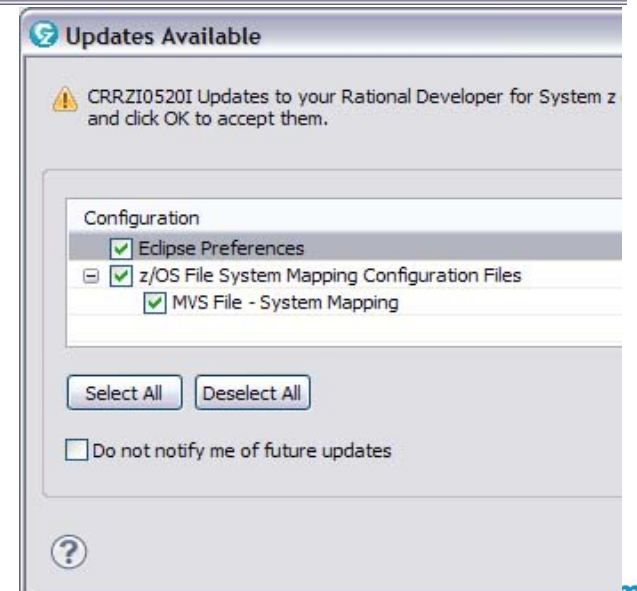 Updates Available
CRRZI0520I Updates to your Rational Developer for System z
and click OK to accept them.
Configuration
Eclipse Preferences
z/OS File System Mapping Configuration Files
MVS File - System Mapping
Select All Deselect All
Do not notify me of future updates
?